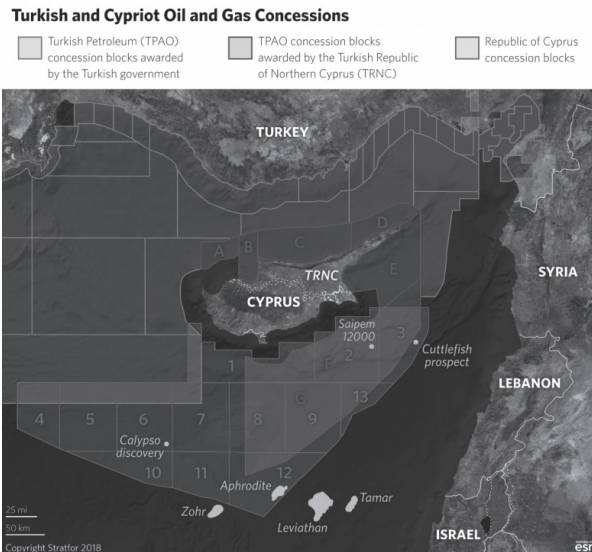 Turkish and Cypriot Oil and Gas Concessions
Turkish Petroleum (TPAO)
concession blocks awarded
by the Turkish government
TPAO concession blocks
awarded by the Turkish Republic
of Northern Cyprus (TRNC)
Republic of Cyprus
concession blocks
TURKEY
A
B
C
D
E
TRNC
CYPRUS
SYRIA
Saipem
12000
1
2
3
F
Cuttlefish
prospect
LEBANON
4
5
6
7
8
G
9
13
Calypso
discovery
10
11
12
Aphrodite
Zohr
Leviathan
Tamar
25 mi
50 km
ISRAEL
Copyright Stratfor 2018
esri